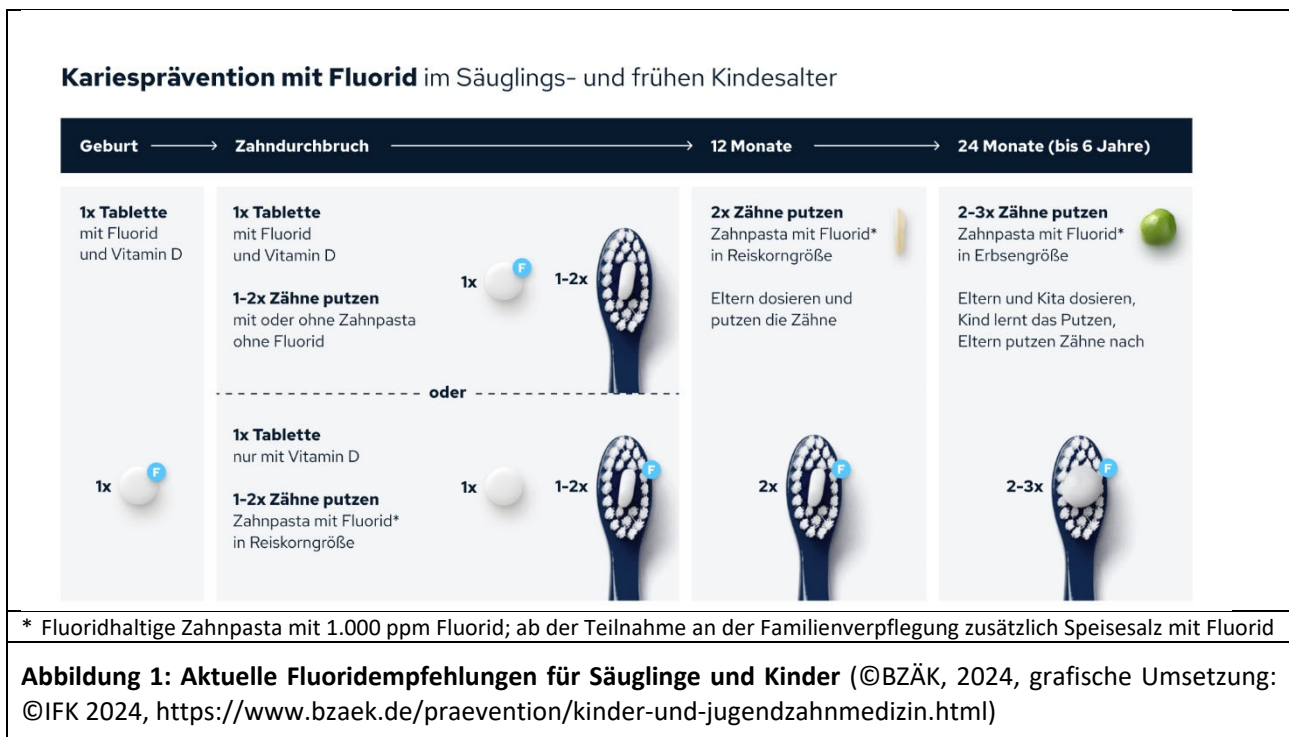 Kariesprävention mit Fluorid im Säuglings- und frühen Kindesalter
Geburt → Zahndurchbruch → 12 Monate → 24 Monate (bis 6 Jahre)
1x Tablette
mit Fluorid
und Vitamin D
1x F
1x Tablette
mit Fluorid
und Vitamin D
1-2x Zähne putzen
mit oder ohne Zahnpasta
ohne Fluorid
1x F 1-2x
oder
1x Tablette
nur mit Vitamin D
1-2x Zähne putzen
Zahnpasta mit Fluorid*
in Reiskorngröße
1x 1-2x F
2x Zähne putzen
Zahnpasta mit Fluorid*
in Reiskorngröße
Eltern dosieren und
putzen die Zähne
2x F
2-3x Zähne putzen
Zahnpasta mit Fluorid*
in Erbsengröße
Eltern und Kita dosieren,
Kind lernt das Putzen,
Eltern putzen Zähne nach
2-3x F
* Fluoridhaltige Zahnpasta mit 1.000 ppm Fluorid; ab der Teilnahme an der Familienverpflegung zusätzlich Speisesalz mit Fluorid
Abbildung 1: Aktuelle Fluoridempfehlungen für Säuglinge und Kinder (©BZÄK, 2024, grafische Umsetzung:
©IFK 2024, https://www.bzaek.de/praevention/kinder-und-jugendzahnmedizin.html)